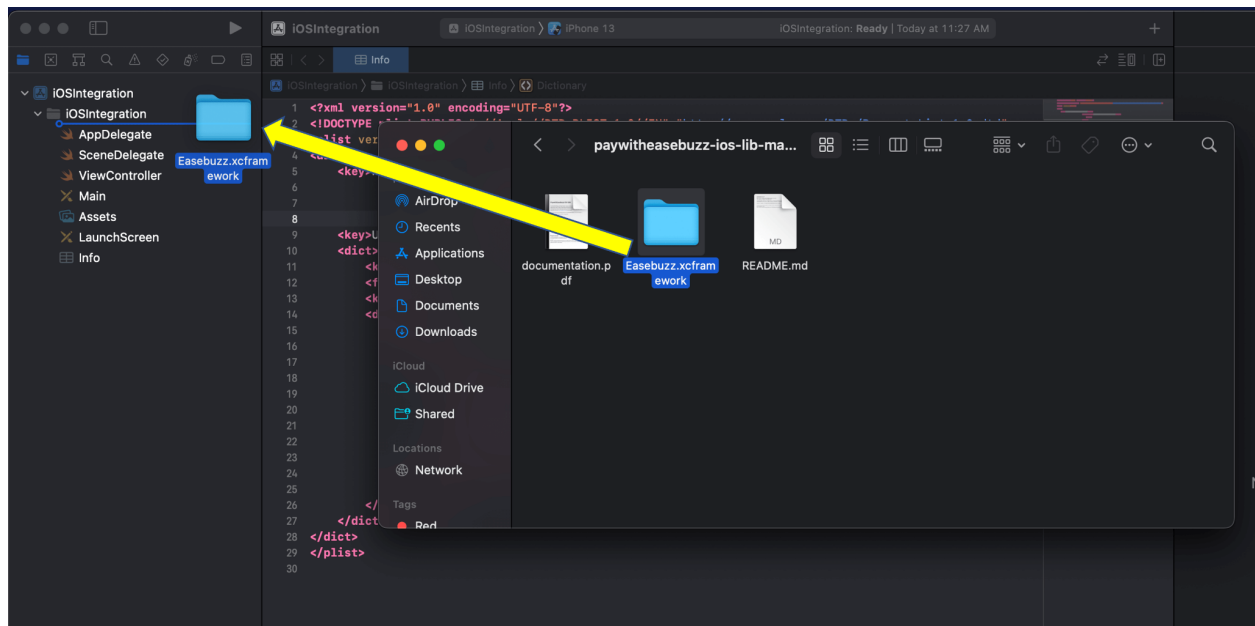 iOSIntegration
iOSIntegration 〉 iPhone 13
iOSIntegration: Ready | Today at 11:27 AM
Info
iOSIntegration 〉 iOSIntegration 〉 Info 〉 Dictionary
iOSIntegration
iOSIntegration
AppDelegate
SceneDelegate
ViewController
Main
Assets
LaunchScreen
Info
Easebuzz.xcfram
ework
1 <?xml version="1.0" encoding="UTF-8"?>
2 <!DOCTYPE
list ver
4
5 <key>
6
7
8
9 <key>U
10 <dict>
11 <k
12 <f
13 <k
14 <d
15
16
17
18
19
20
21
22
23
24
25
26 </
27 </dict
28 </dict>
29 </plist>
30
paywitheasebuzz-ios-lib-ma...
AirDrop
Recents
Applications
Desktop
Documents
Downloads
iCloud
iCloud Drive
Shared
Locations
Network
Tags
Red
documentation.p
df
Easebuzz.xcfram
ework
MD
README.md